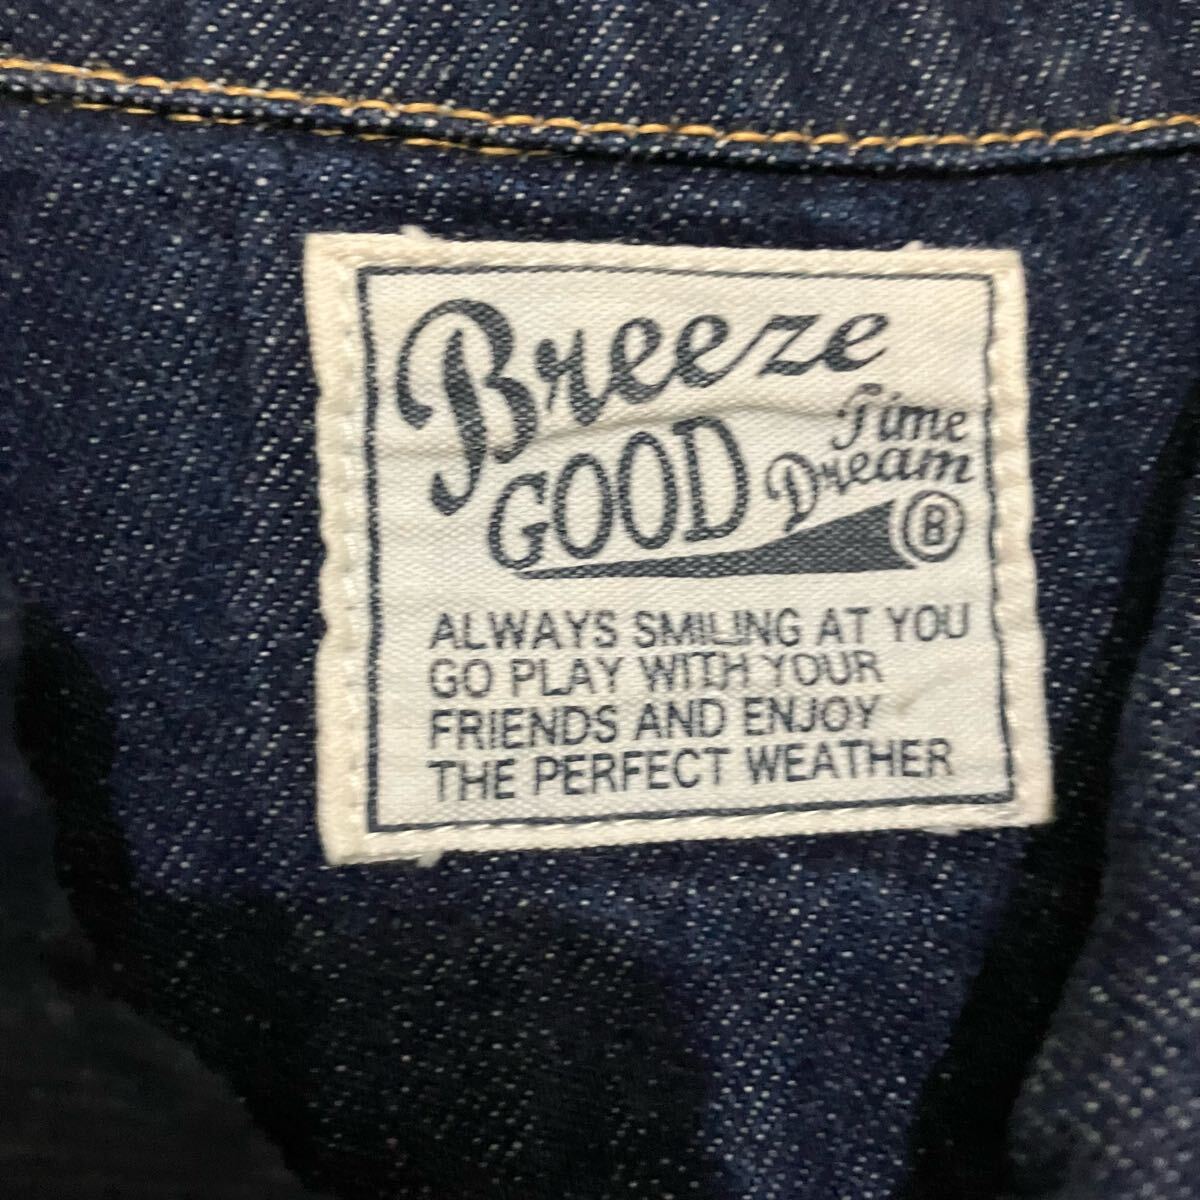 Breeze
GOOD Time
Dream
B
ALWAYS SMILING AT YOU
GO PLAY WITH YOUR
FRIENDS AND ENJOY
THE PERFECT WEATHER